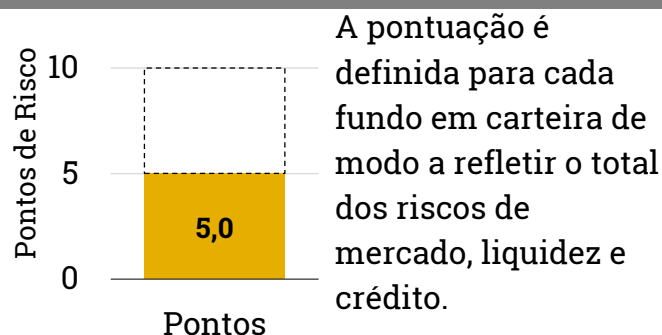 Pontos de Risco
10
5
0
5,0
Pontos
A pontuação é
definida para cada
fundo em carteira de
modo a refletir o total
dos riscos de
mercado, liquidez e
crédito.